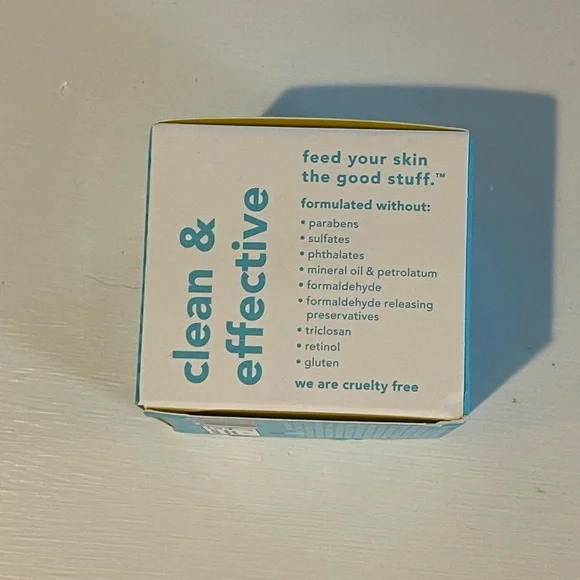 clean &
effective
feed your skin
the good stuff.™
formulated without:
• parabens
• sulfates
• phthalates
• mineral oil & petrolatum
• formaldehyde
• formaldehyde releasing
preservatives
• triclosan
• retinol
• gluten
we are cruelty free